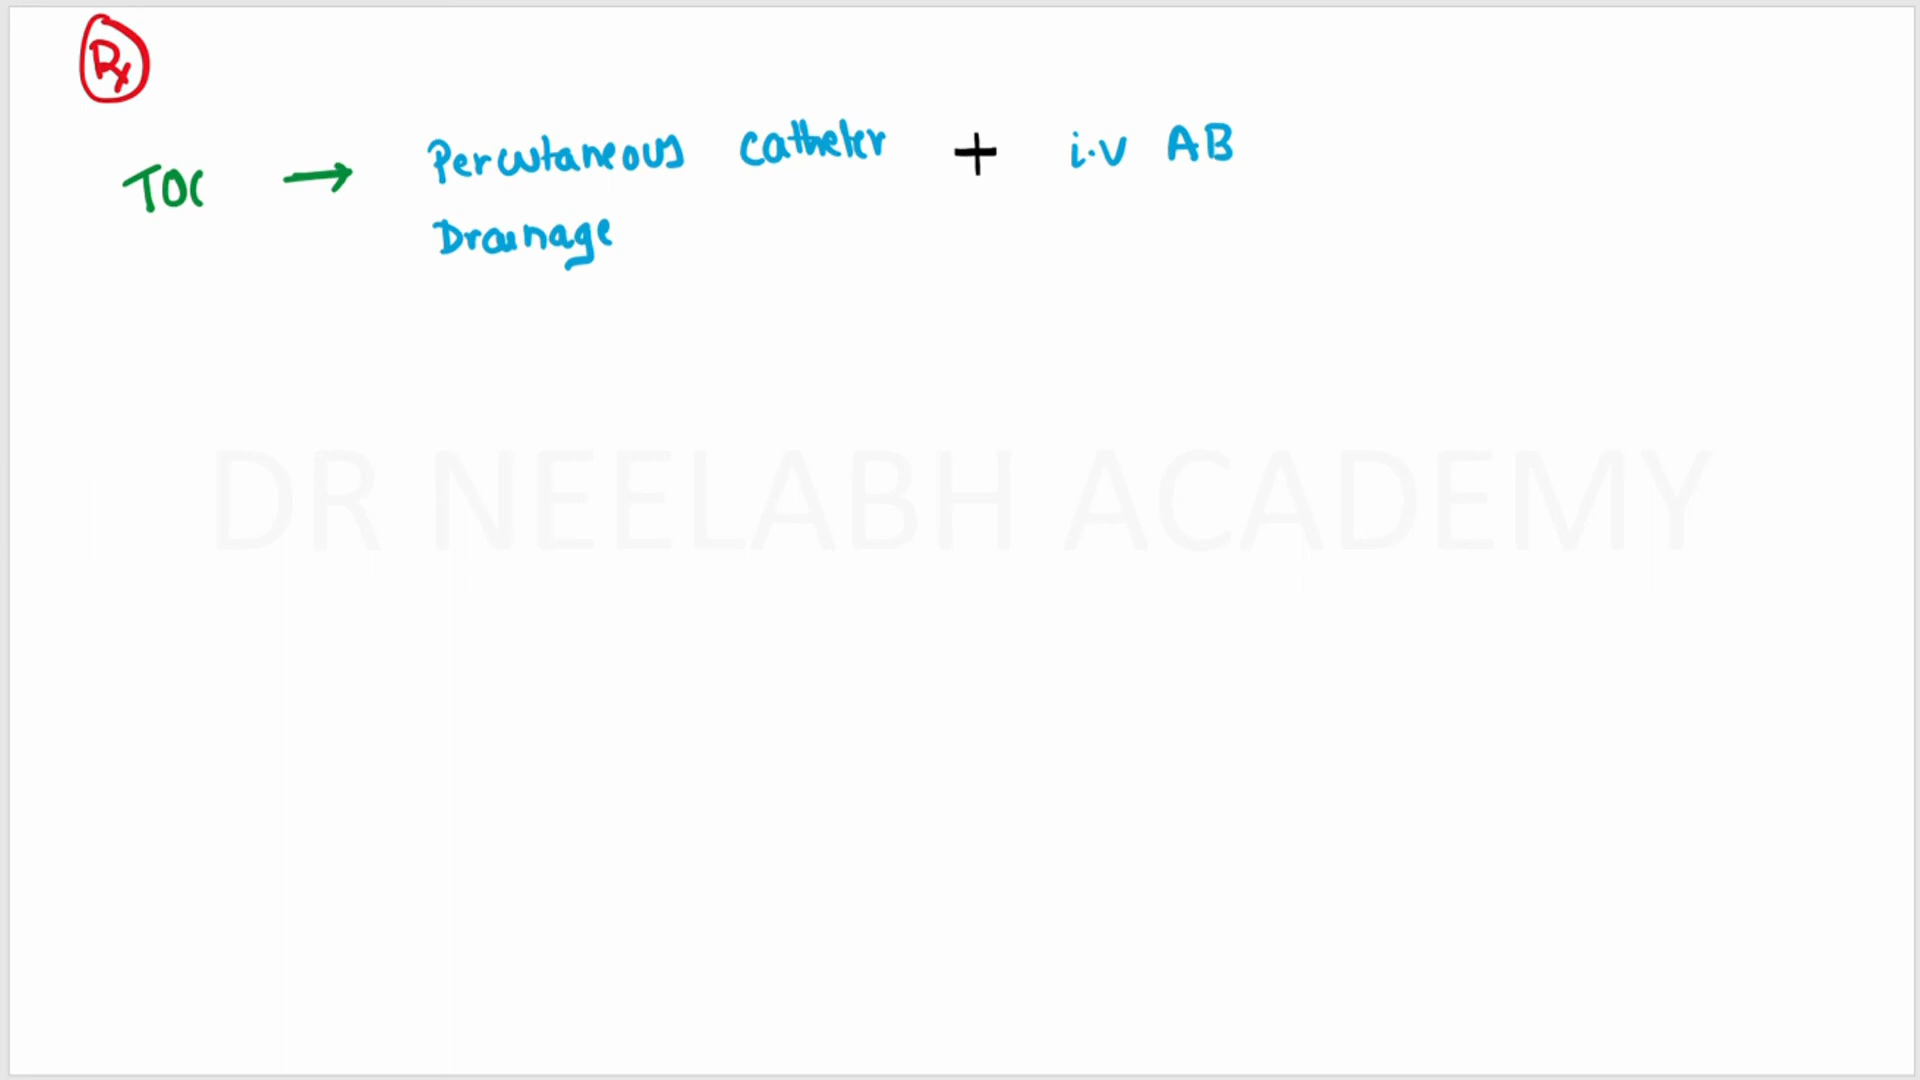 Rx
TOC → Percutaneous Catheter + i.v AB
Drainage
DR NEELABH ACADEMY